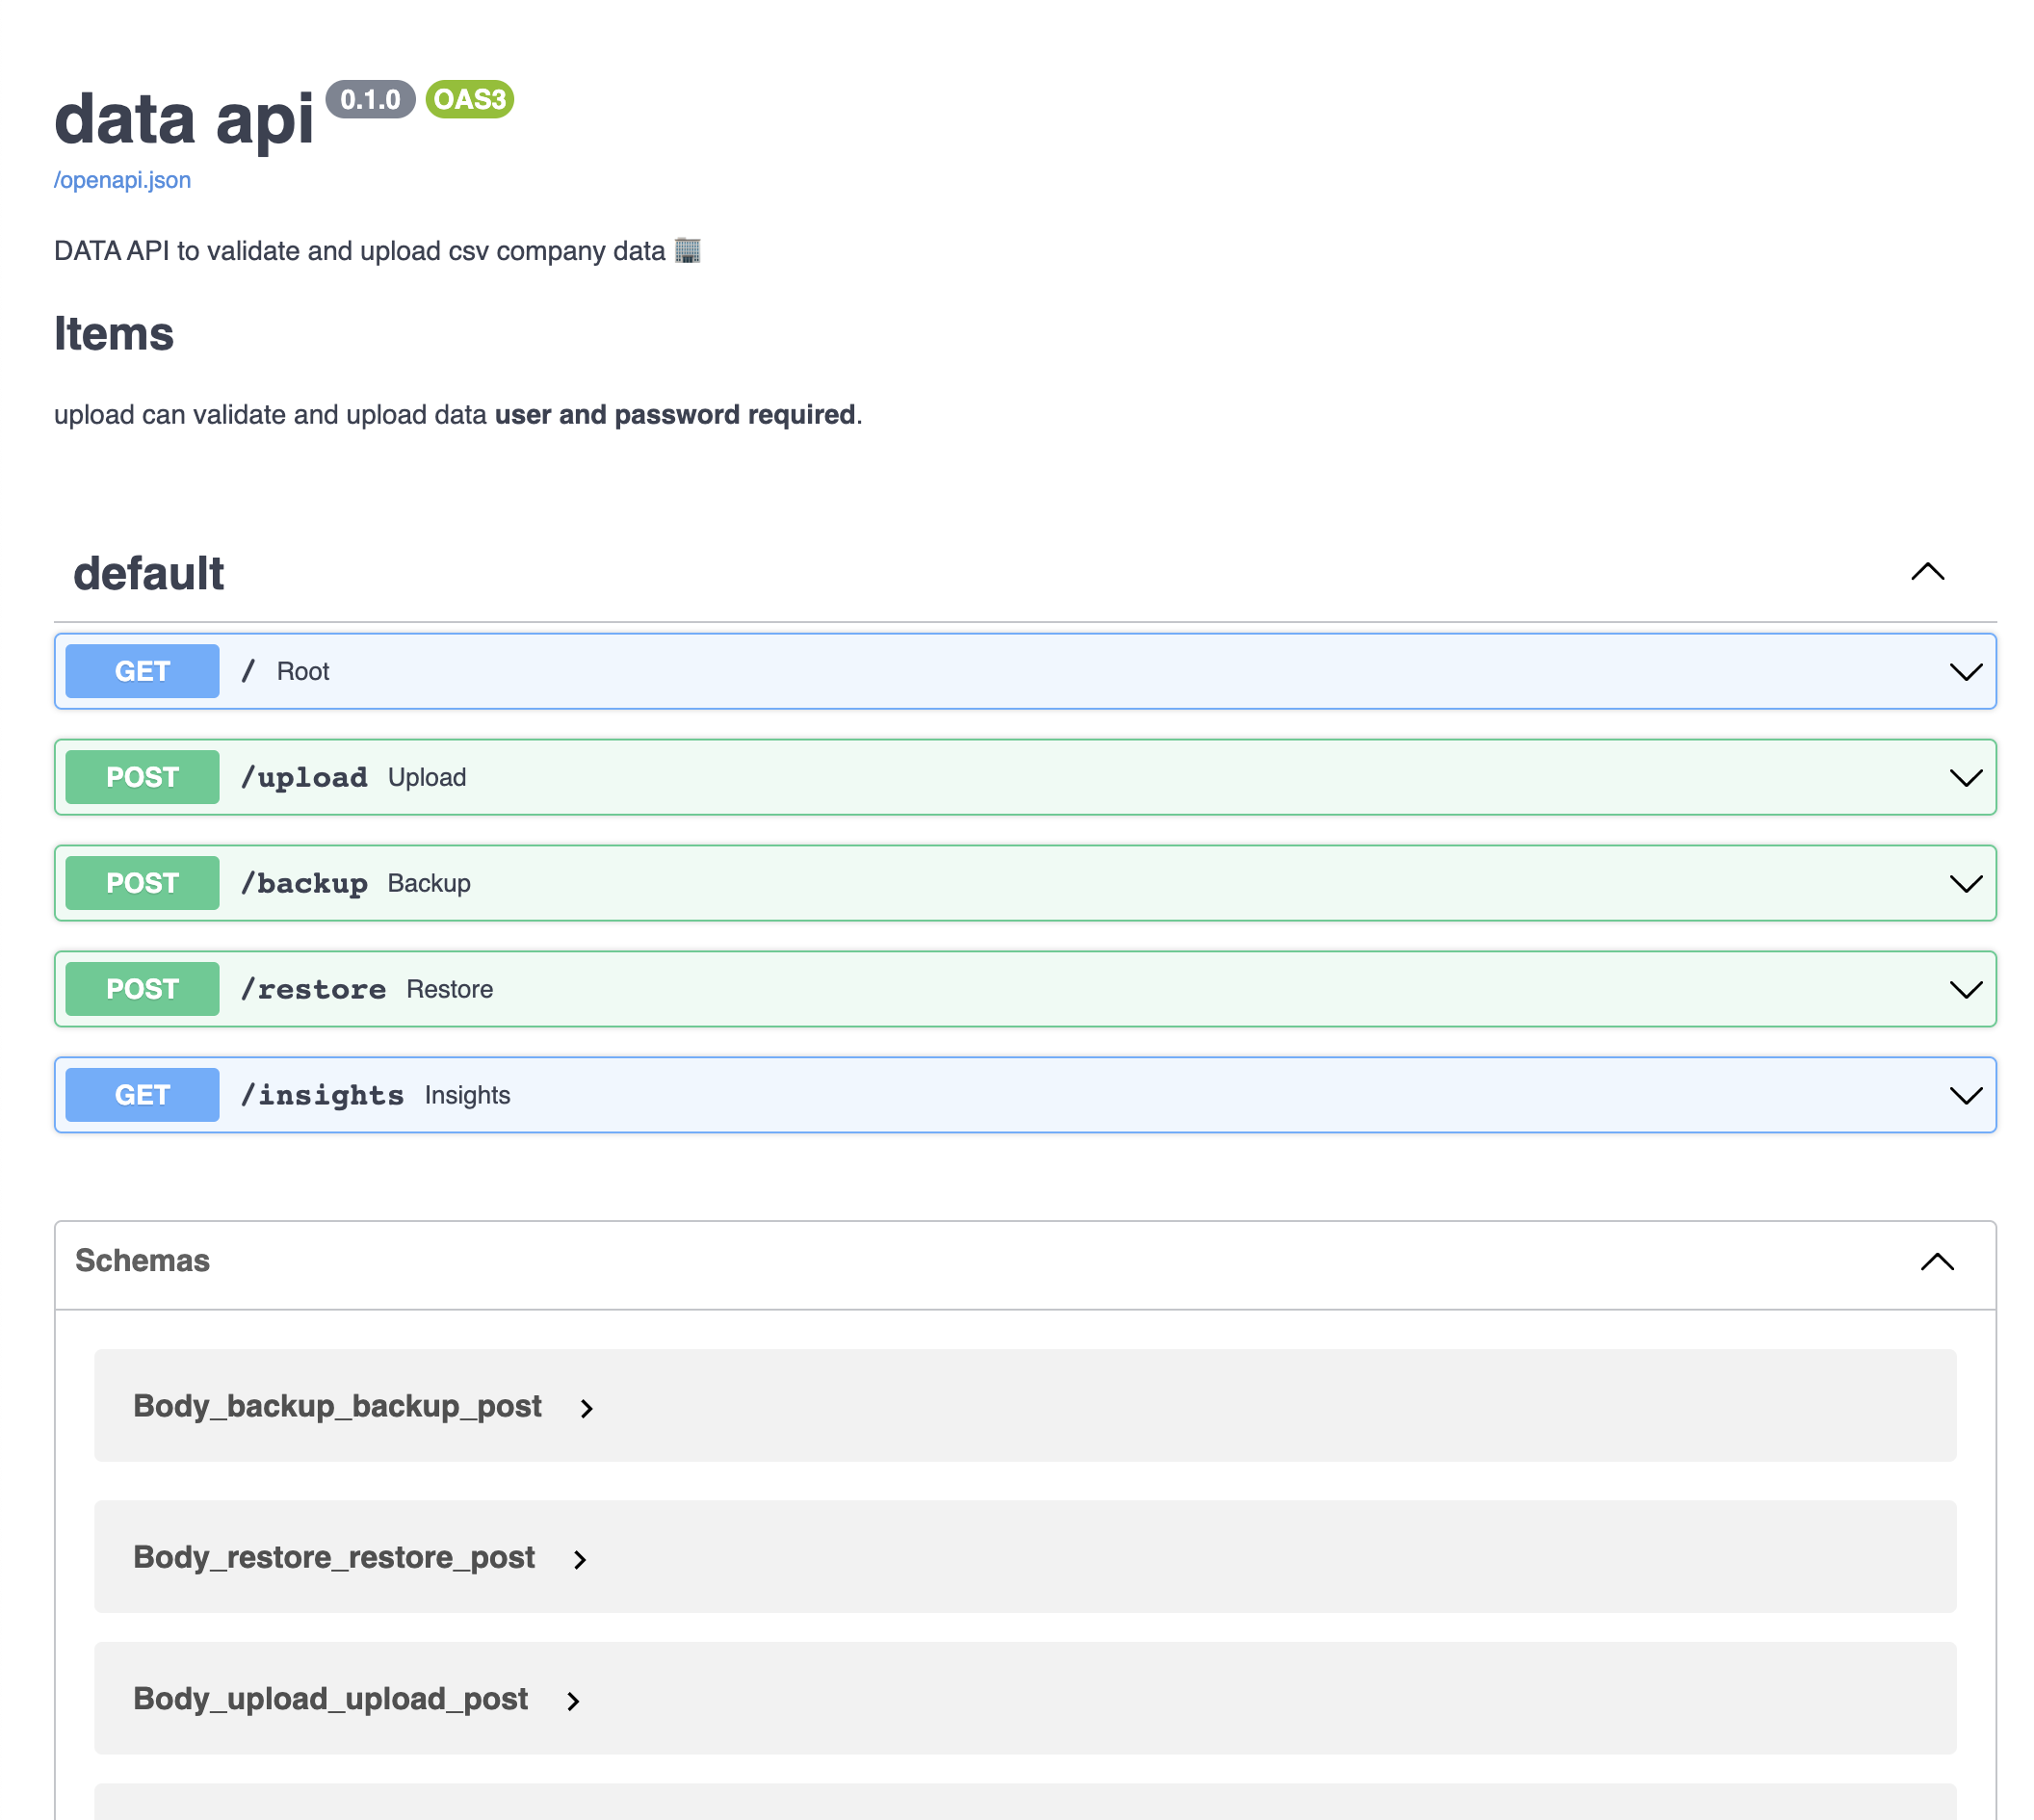 data api 0.1.0 OAS3
/openapi.json
DATA API to validate and upload csv company data 🏢
Items
upload can validate and upload data user and password required.
default
GET / Root
POST /upload Upload
POST /backup Backup
POST /restore Restore
GET /insights Insights
Schemas
Body_backup_backup_post
Body_restore_restore_post
Body_upload_upload_post